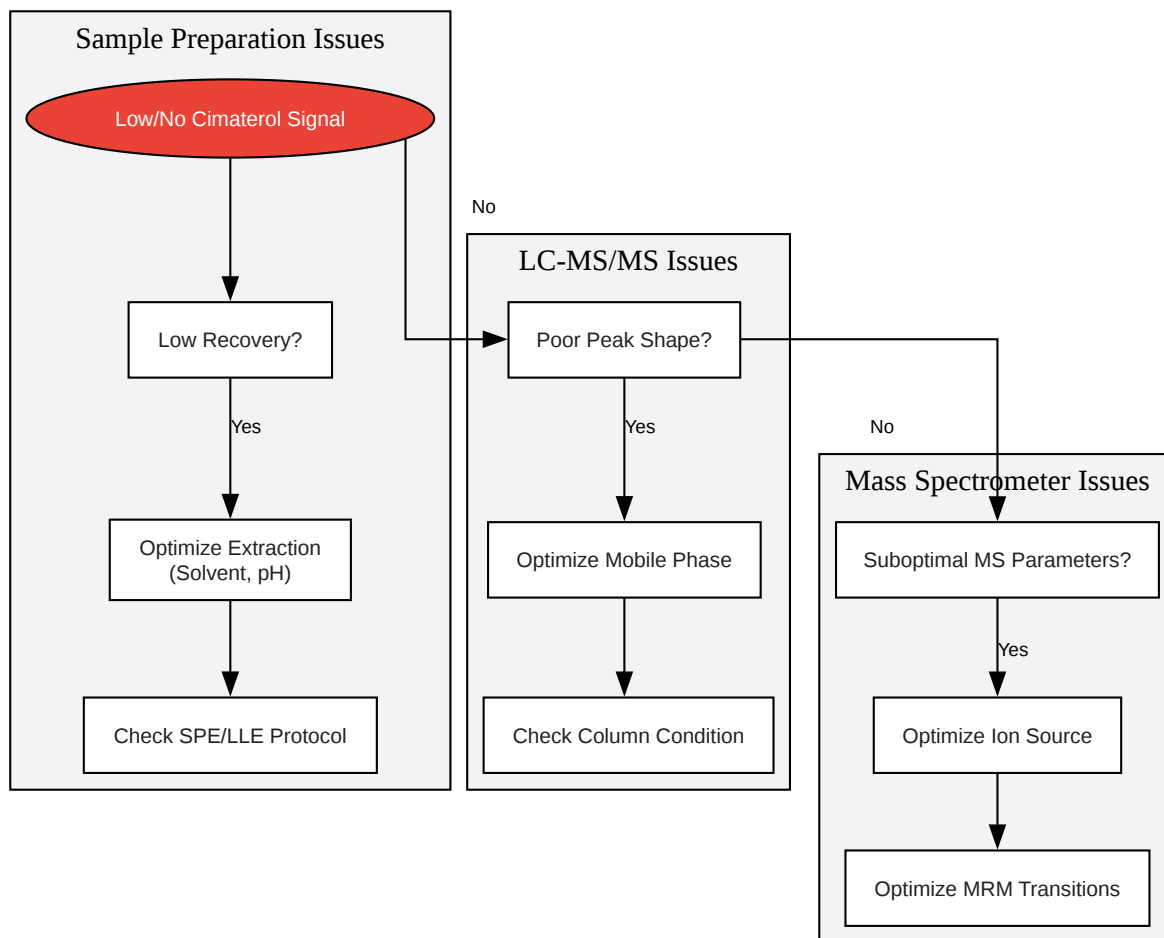 Sample Preparation Issues
Low/No Cimaterol Signal
Low Recovery?
Yes
Optimize Extraction
(Solvent, pH)
Check SPE/LLE Protocol
No
LC-MS/MS Issues
Poor Peak Shape?
Yes
Optimize Mobile Phase
Check Column Condition
No
Mass Spectrometer Issues
Suboptimal MS Parameters?
Yes
Optimize Ion Source
Optimize MRM Transitions